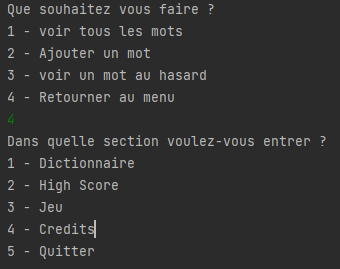 Que souhaitez vous faire ?
1 - voir tous les mots
2 - Ajouter un mot
3 - voir un mot au hasard
4 - Retourner au menu
4
Dans quelle section voulez-vous entrer ?
1 - Dictionnaire
2 - High Score
3 - Jeu
4 - Credits
5 - Quitter